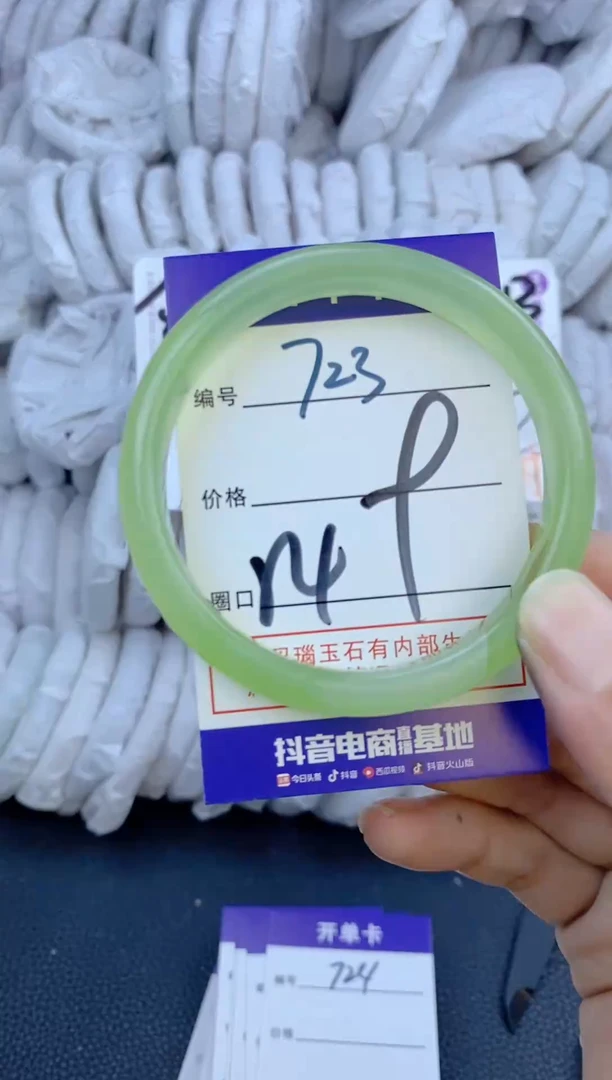 编号 723
价格
圈口
瑙玉石有内部生
抖音电商直播基地
今日头条 抖音 西瓜视频 抖音火山版
开单卡
编号 724
价格